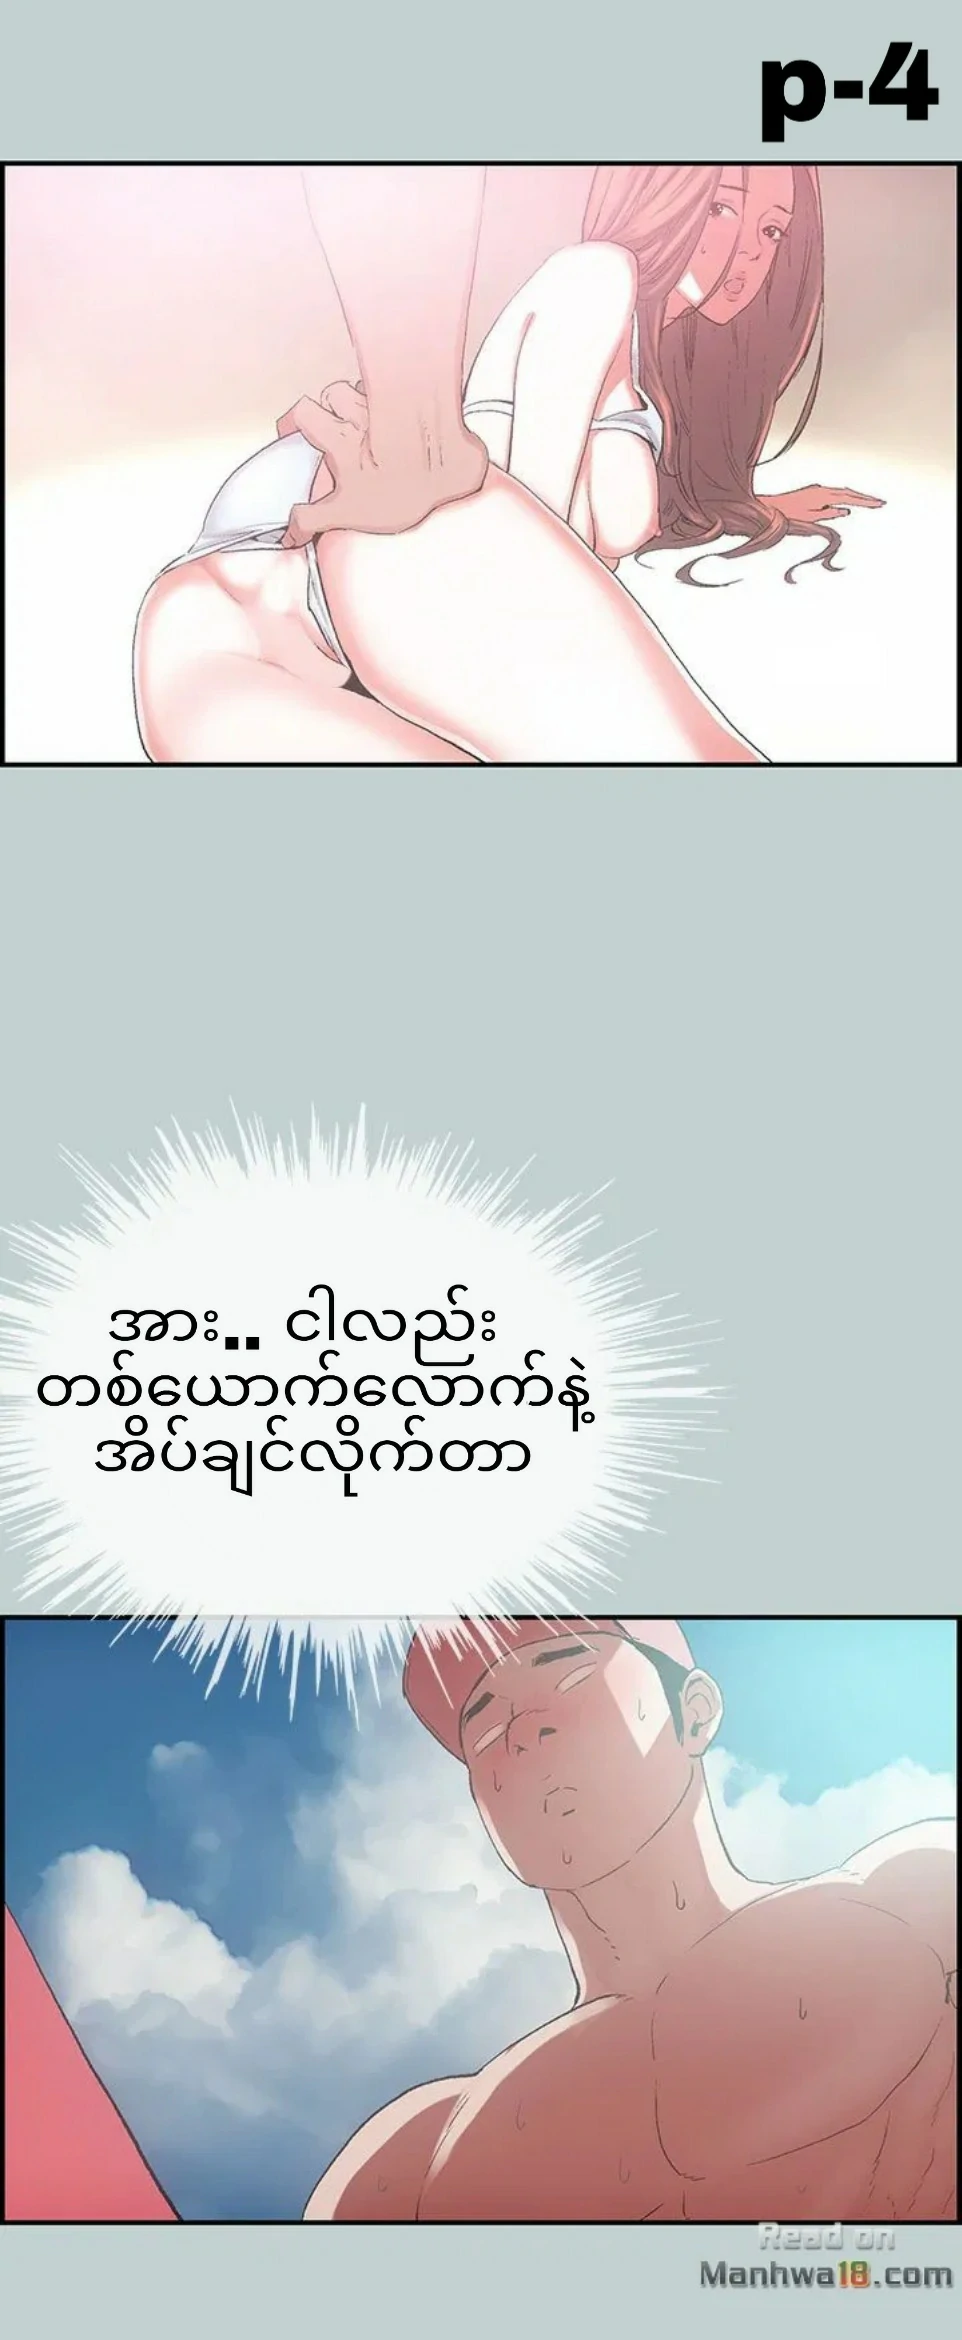 p-4
အား.. ငါလည်း
တစ်ယောက်လောက်နဲ့
အိပ်ချင်လိုက်တာ
Read on
Manhwa18.com